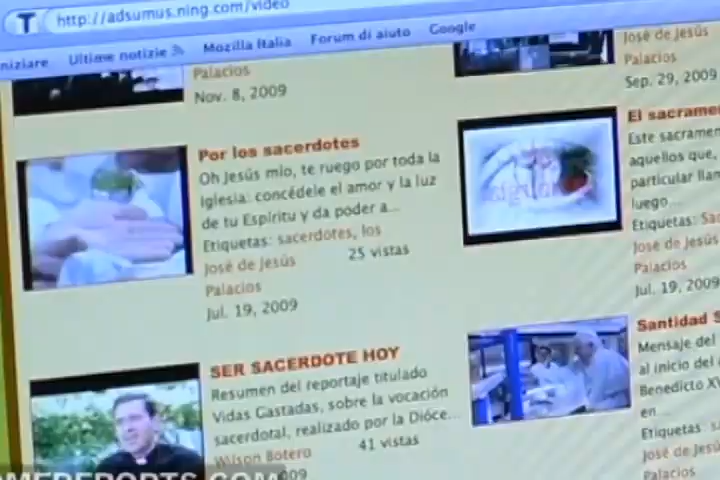 http://adsumus.ning.com/video
niziare Ultime notizie Mozilla Italia Forum di aiuto Google
Palacios
Nov. 8, 2009
José de Jesús
Palacios
Sep. 29, 2009
Por los sacerdotes
Oh Jesús mío, te ruego por toda la
Iglesia: concédele el amor y la luz
de tu Espíritu y da poder a...
Etiquetas: sacerdotes, los
José de Jesús 25 vistas
Palacios
Jul. 19, 2009
El sacrame
Este sacramen
aquellos que,
particular llam
luego...
Etiquetas: Sa
José de Jesús
Palacios
Jul. 19, 2009
SER SACERDOTE HOY
Resumen del reportaje titulado
Vidas Gastadas, sobre la vocación
sacerdotal, realizado por la Dióce...
Wilson Botero 41 vistas
009
Santidad S
Mensaje del
al inicio del
Benedicto XV
en...
Etiquetas: s
José de Jesú
Palacios
OMEREPORTS.COM